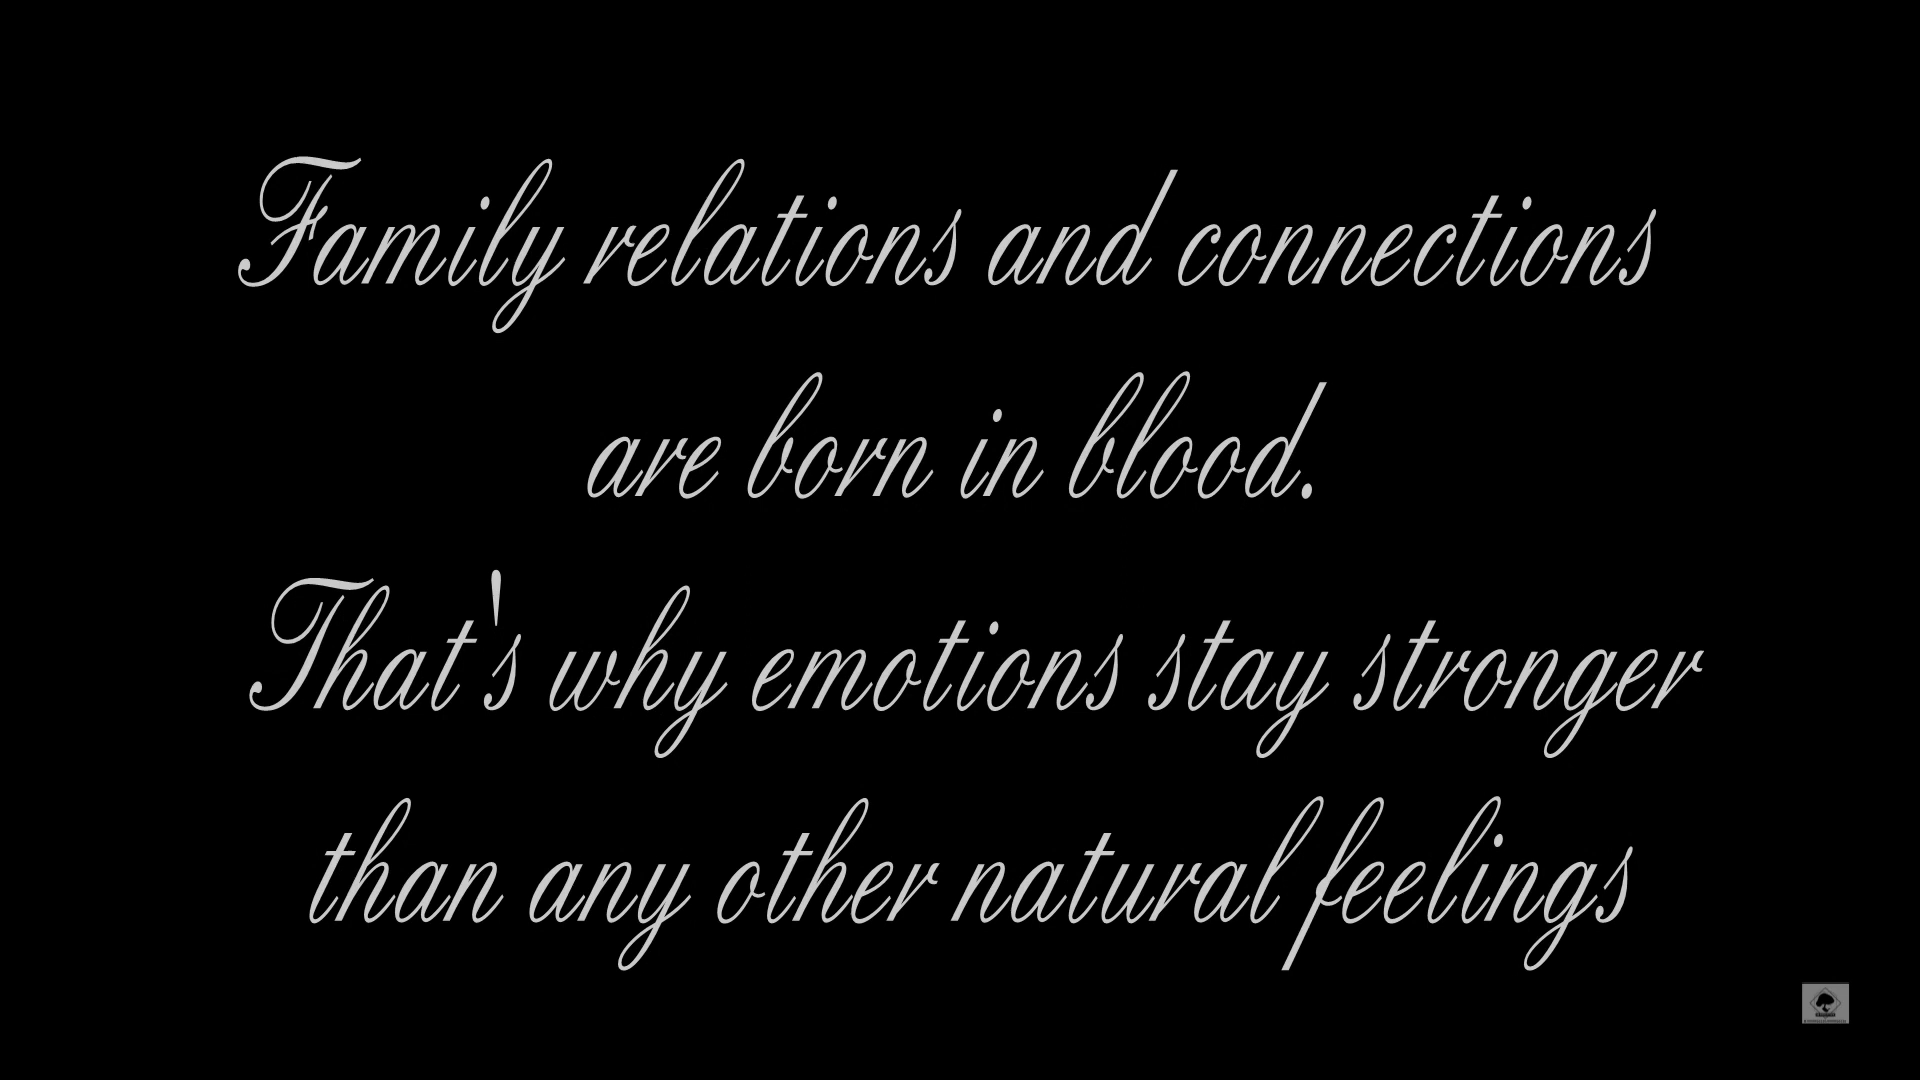 Family relations and connections
are born in blood.
That's why emotions stay stronger
than any other natural feelings